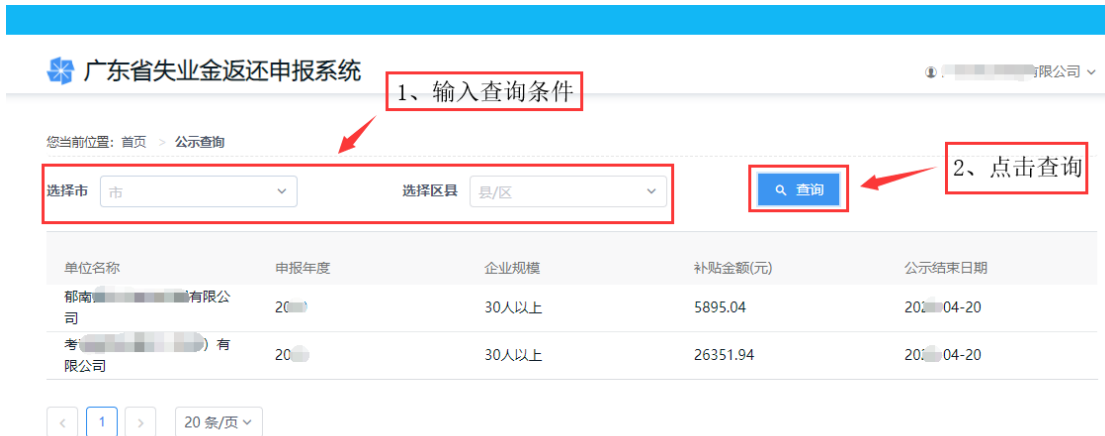 广东省失业金返还申报系统
有限公司
1、输入查询条件
您当前位置：首页 > 公示查询
2、点击查询
选择市 市 选择区县 县/区 查询
单位名称 申报年度 企业规模 补贴金额(元) 公示结束日期
郁南 有限公司 20 30人以上 5895.04 202 04-20
考 ）有限公司 20 30人以上 26351.94 20 04-20
< 1 > 20 条/页